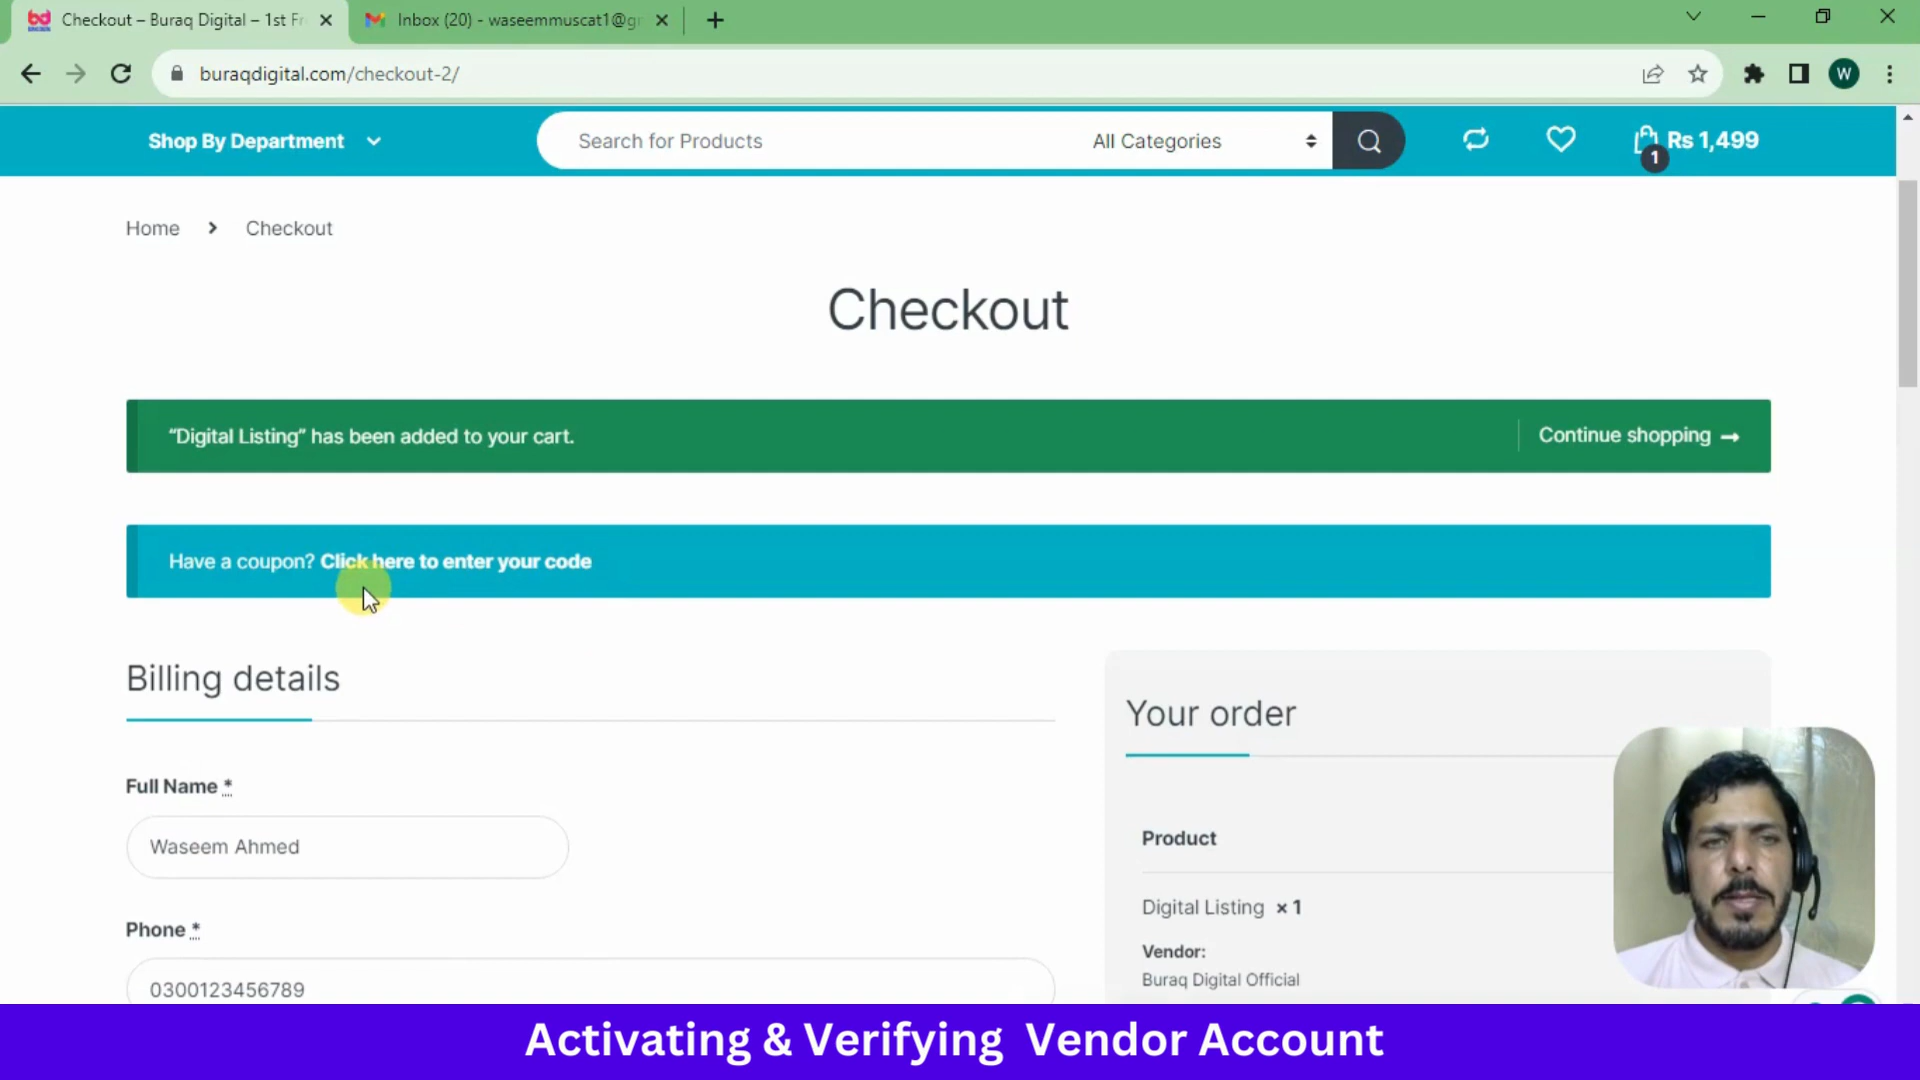 Checkout – Buraq Digital – 1st Fr
Inbox (20) - waseemmuscat1@gm
buraqdigital.com/checkout-2/
W
Shop By Department
Search for Products
All Categories
1
Rs 1,499
Home
Checkout
Checkout
“Digital Listing” has been added to your cart.
Continue shopping →
Have a coupon? Click here to enter your code
Billing details
Your order
Full Name *
Waseem Ahmed
Product
Digital Listing × 1
Phone *
Vendor:
Buraq Digital Official
0300123456789
Activating & Verifying Vendor Account